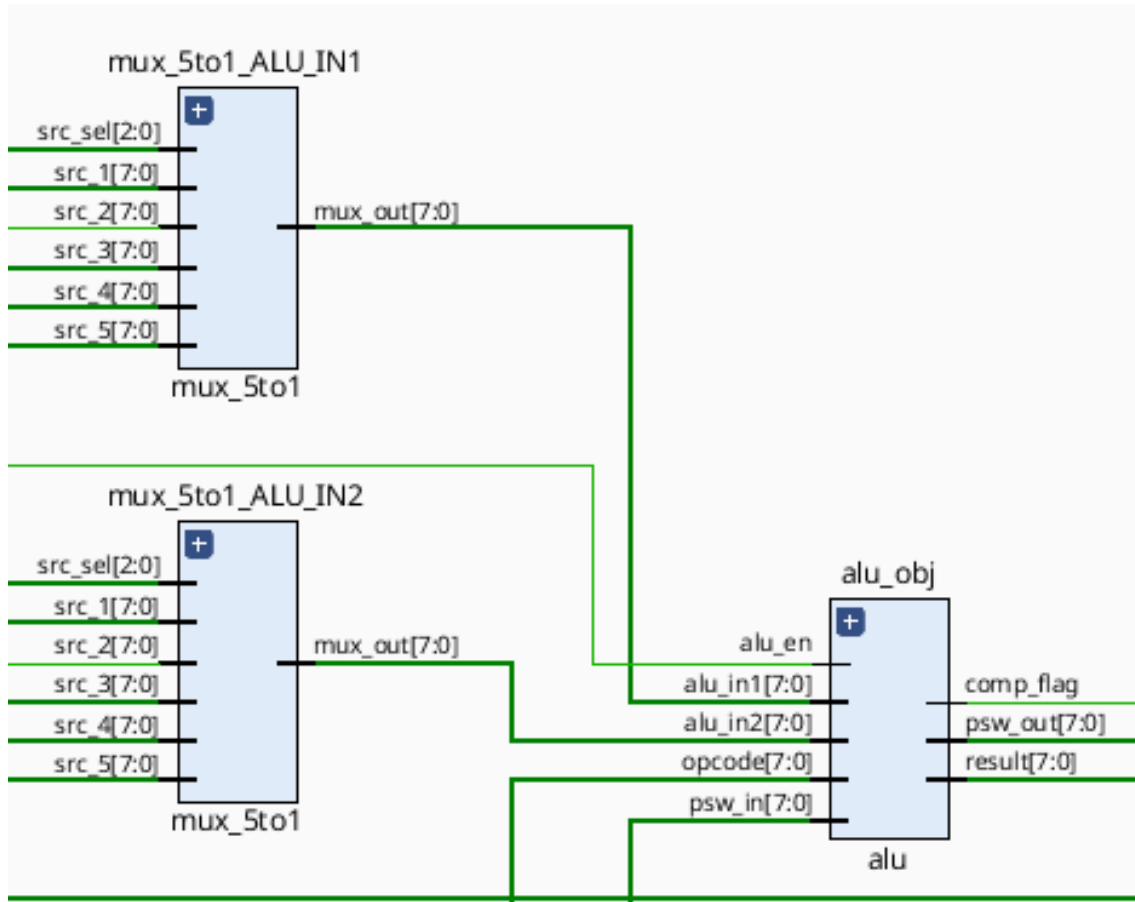 mux_5to1_ALU_IN1
src_sel[2:0]
src_1[7:0]
src_2[7:0]
mux_out[7:0]
src_3[7:0]
src_4[7:0]
src_5[7:0]
mux_5to1
mux_5to1_ALU_IN2
src_sel[2:0]
src_1[7:0]
src_2[7:0]
mux_out[7:0]
src_3[7:0]
src_4[7:0]
src_5[7:0]
mux_5to1
alu_obj
alu_en
alu_in1[7:0]
alu_in2[7:0]
opcode[7:0]
psw_in[7:0]
comp_flag
psw_out[7:0]
result[7:0]
alu